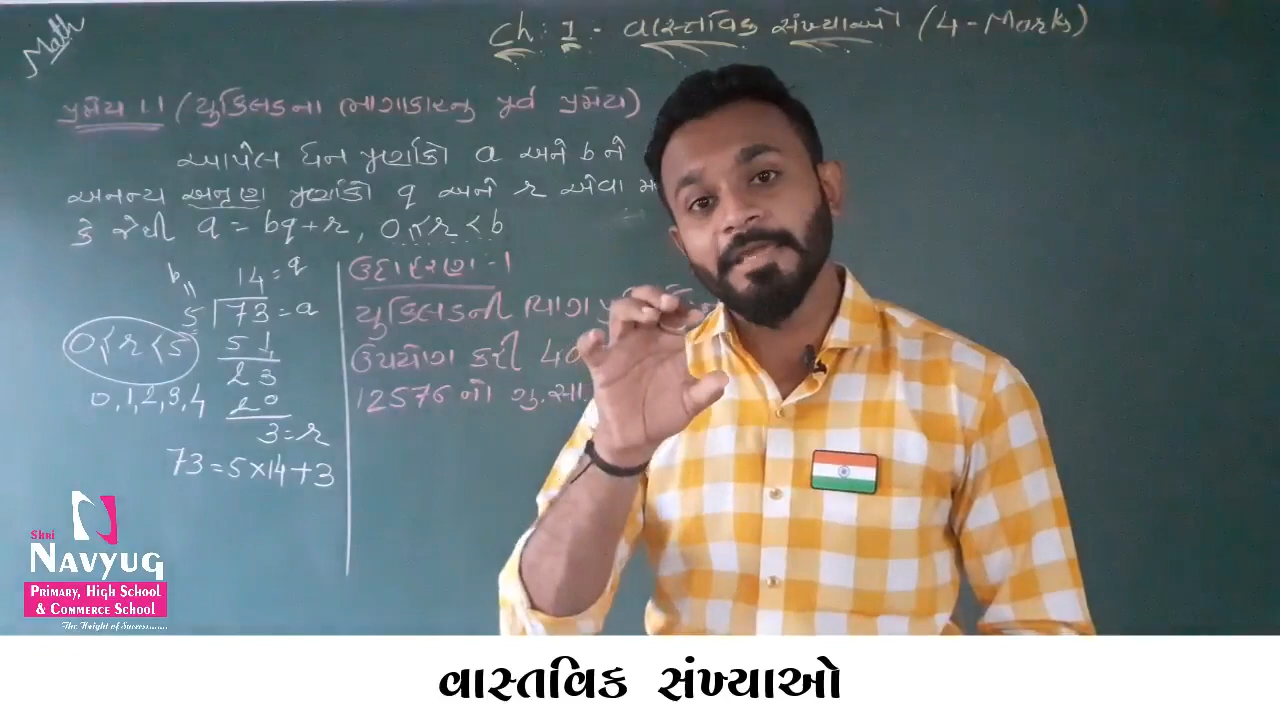 Math
Ch: 1 - વાસ્તવિક સંખ્યાઓ (4-Marks)
પ્રમેય 1.1 (યુક્લિડના ભાગાકારનુ પૂર્વ પ્રમેય)
આપેલ ધન પૂર્ણાંકો a અને b ને
અનન્ય અનૃણ પૂર્ણાંકો q અને r એવા મ
કે જેથી a = bq+r, 0≤r<b
b
14=q
5 73=a
5
23
20
3=r
73=5×14+3
0≤r<5
0,1,2,3,4
ઉદાહરણ-1
યુક્લિડની ભાગ
ઉપયોગ કરી 40
12576નો ગુ.સા.
Shri
NAVYUG
PRIMARY, HIGH SCHOOL
& COMMERCE SCHOOL
The Height of Success.......
વાસ્તવિક સંખ્યાઓ